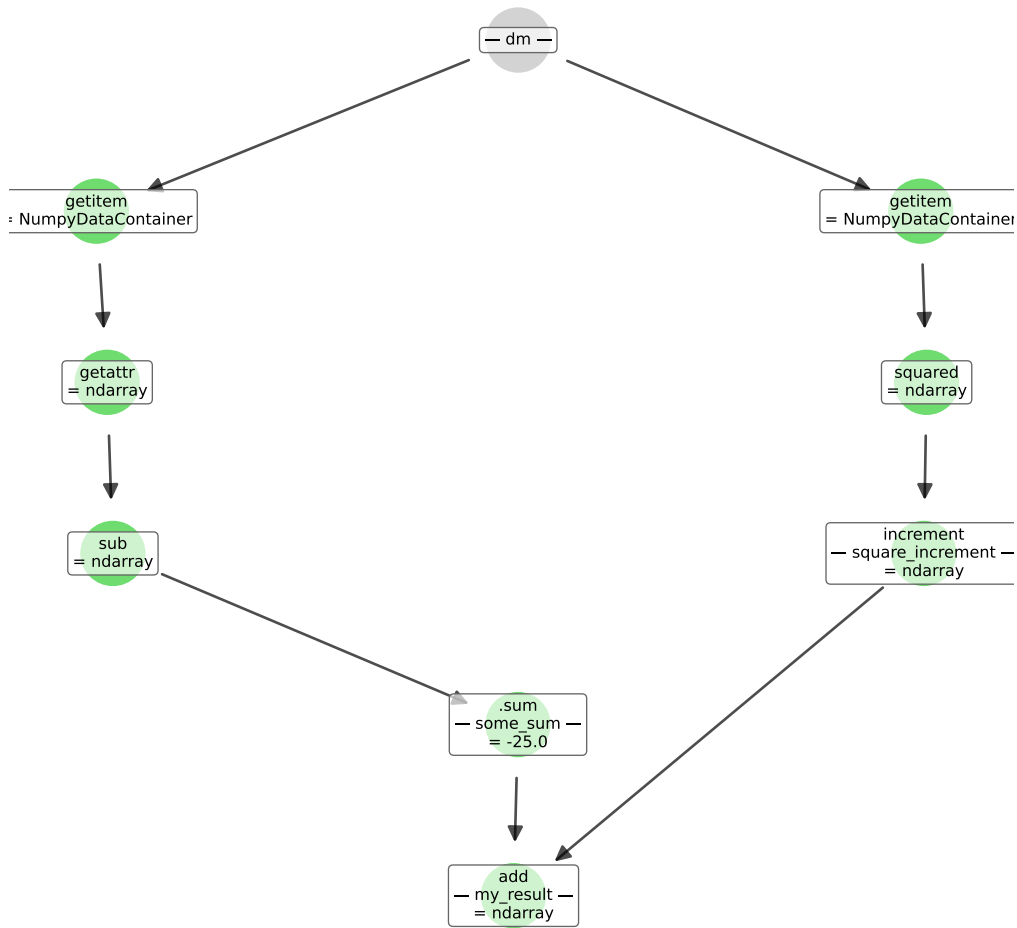 — dm —
getitem
= NumpyDataContainer
getitem
= NumpyDataContainer
getattr
= ndarray
squared
= ndarray
sub
= ndarray
increment
— square_increment —
= ndarray
.sum
— some_sum —
= -25.0
add
— my_result —
= ndarray